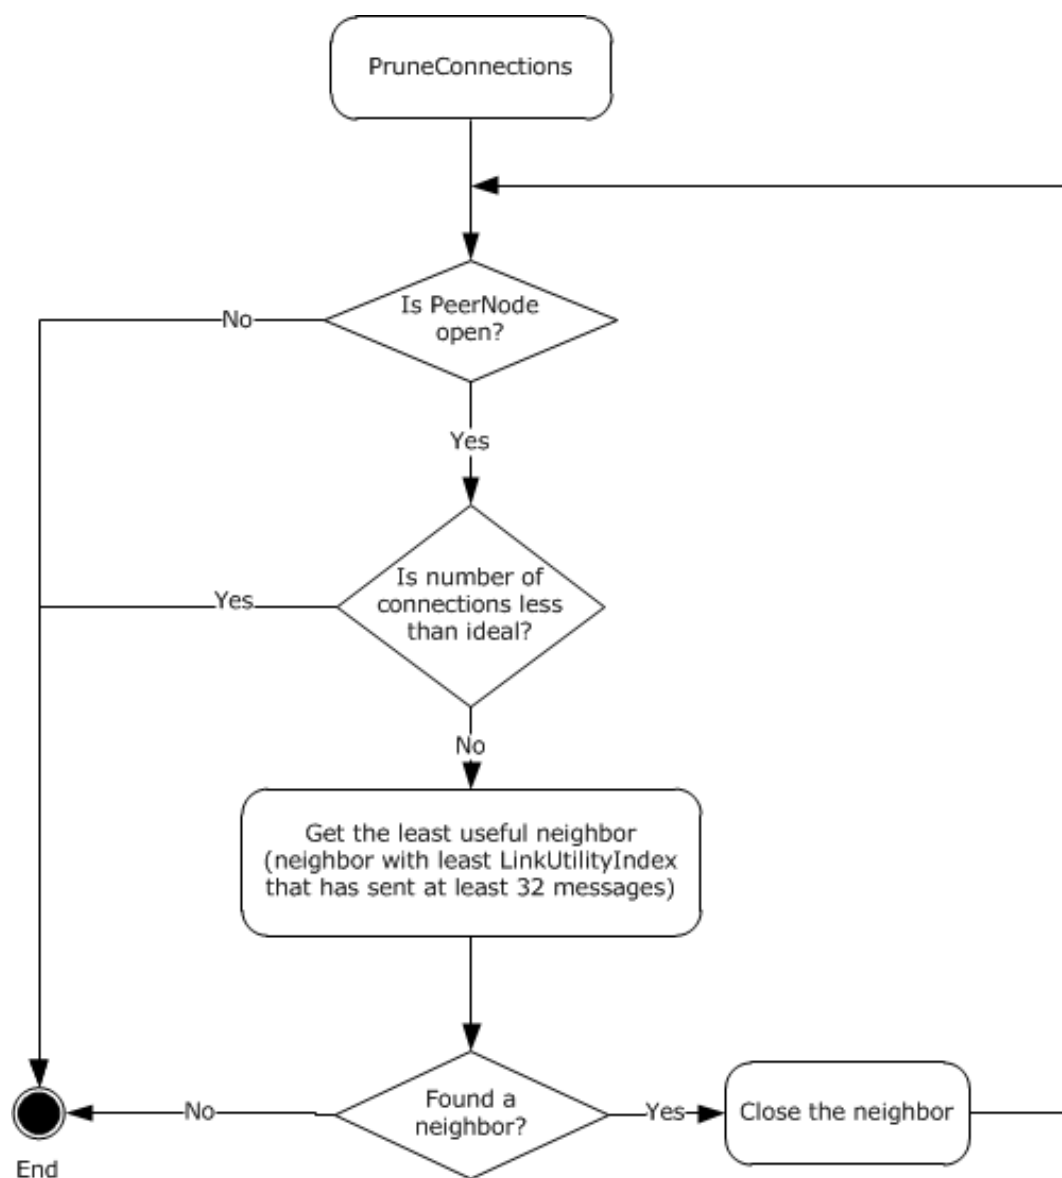 PruneConnections
Is PeerNode
open?
No
Yes
Is number of
connections less
than ideal?
Yes
No
Get the least useful neighbor
(neighbor with least LinkUtilityIndex
that has sent at least 32 messages)
Found a
neighbor?
No
Yes
Close the neighbor
End